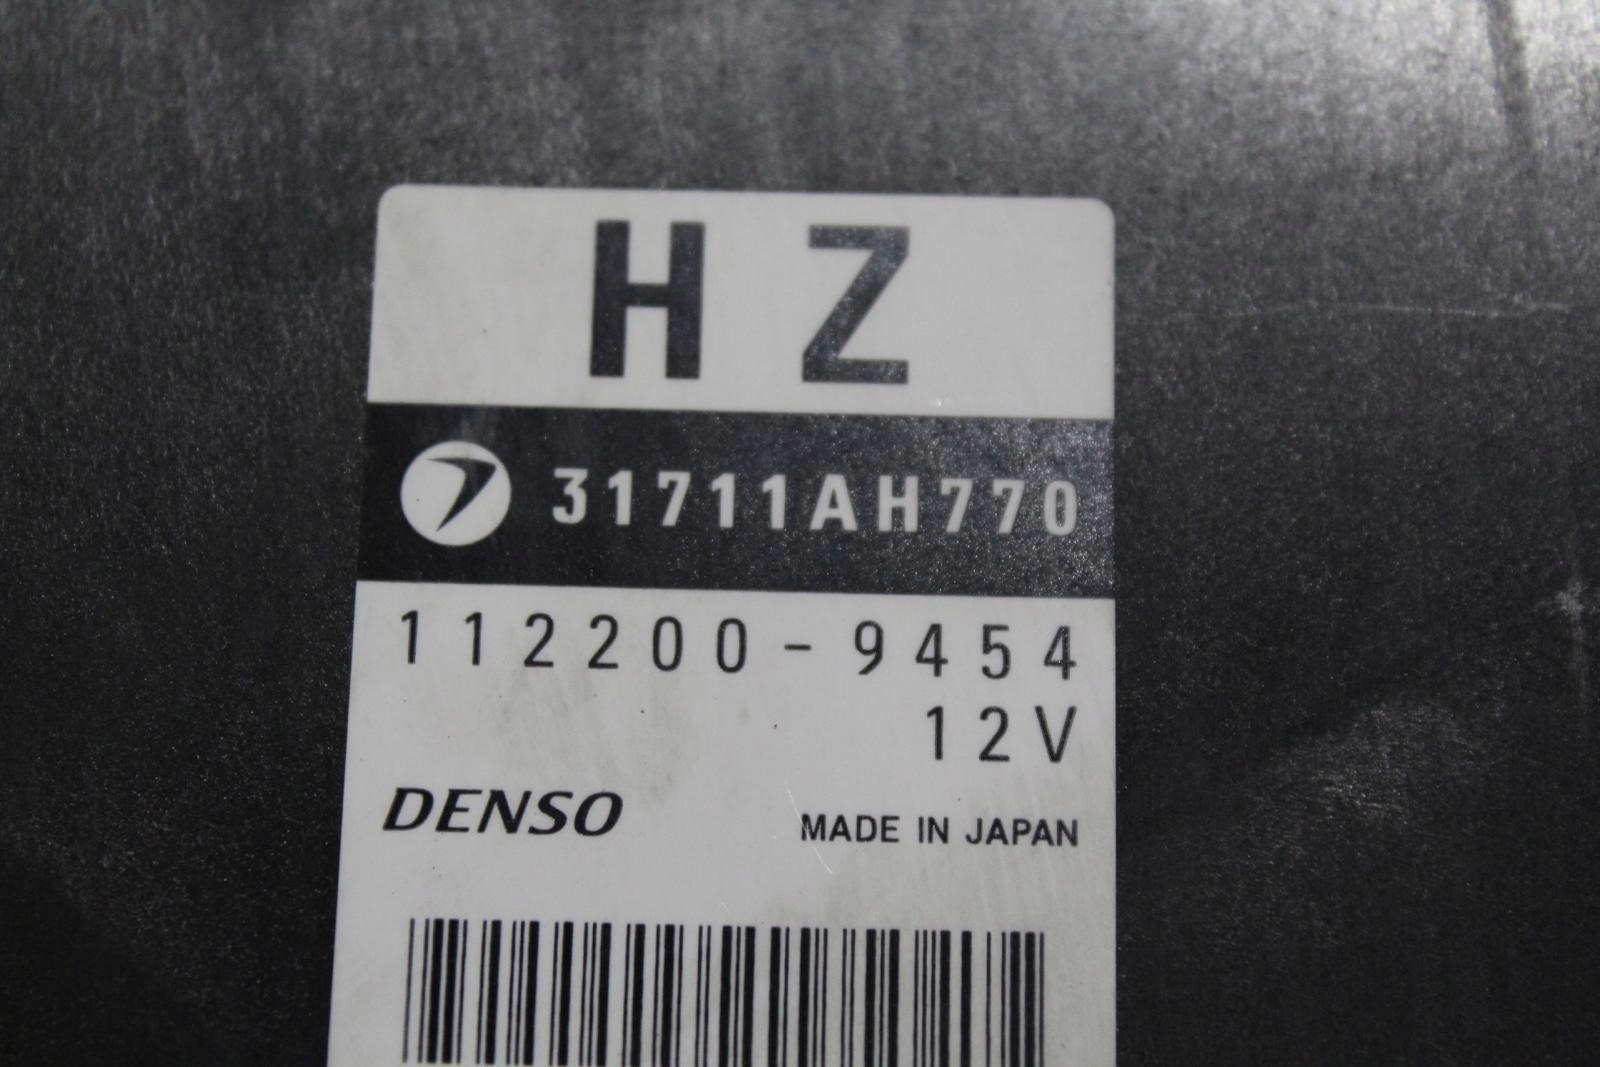 HZ
31711AH770
112200-9454
12V
DENSO
MADE IN JAPAN